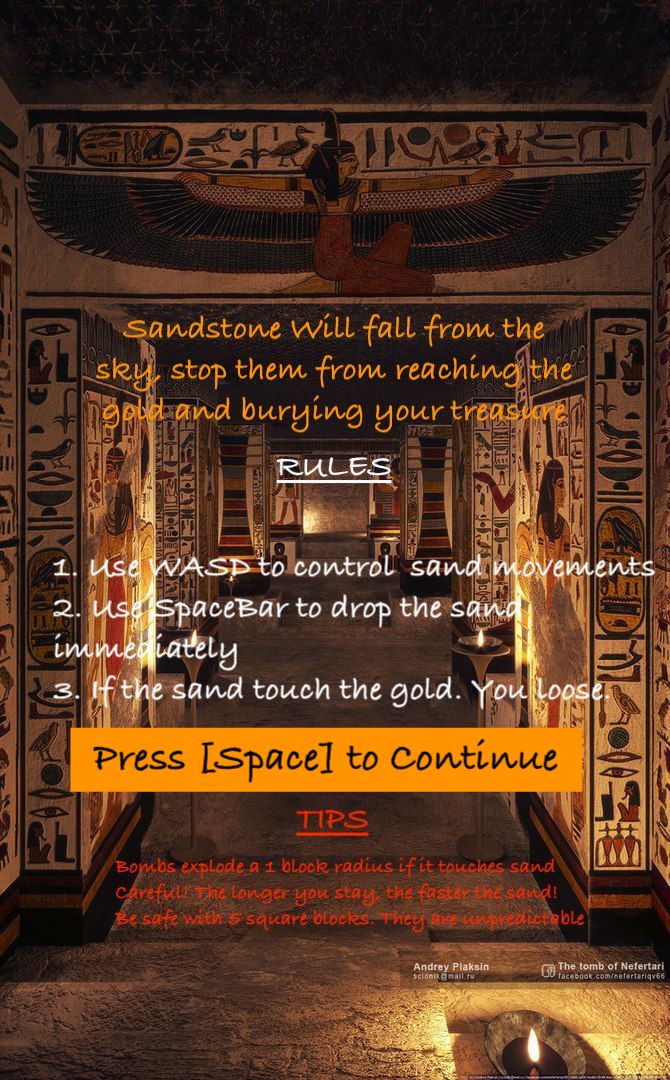 Sandstone Will fall from the
sky, stop them from reaching the
gold and burying your treasure
RULES
1. Use WASD to control sand movements
2. Use SpaceBar to drop the sand
immediately
3. If the sand touch the gold. You loose.
Press [Space] to Continue
TIPS
Bombs explode a 1 block radius if it touches sand
Careful! The longer you stay, the faster the sand!
Be safe with 5 square blocks. They are unpredictable
Andrey Plaksin
scionik@mail.ru
The tomb of Nefertari
facebook.com/nefertariqv66